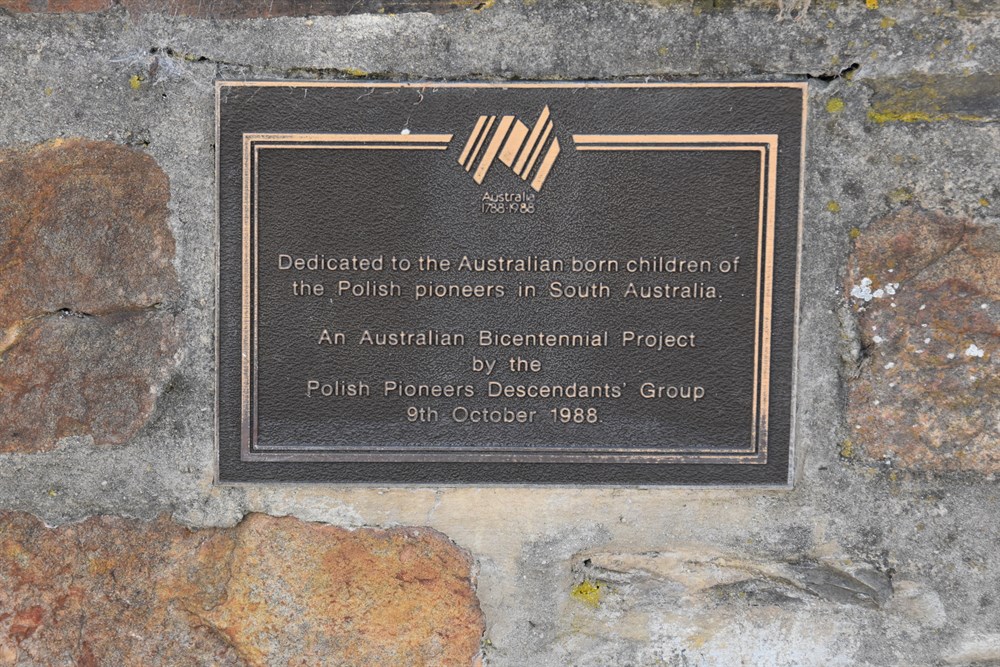 Australia
1788-1988
Dedicated to the Australian born children of
the Polish pioneers in South Australia.
An Australian Bicentennial Project
by the
Polish Pioneers Descendants' Group
9th October 1988.